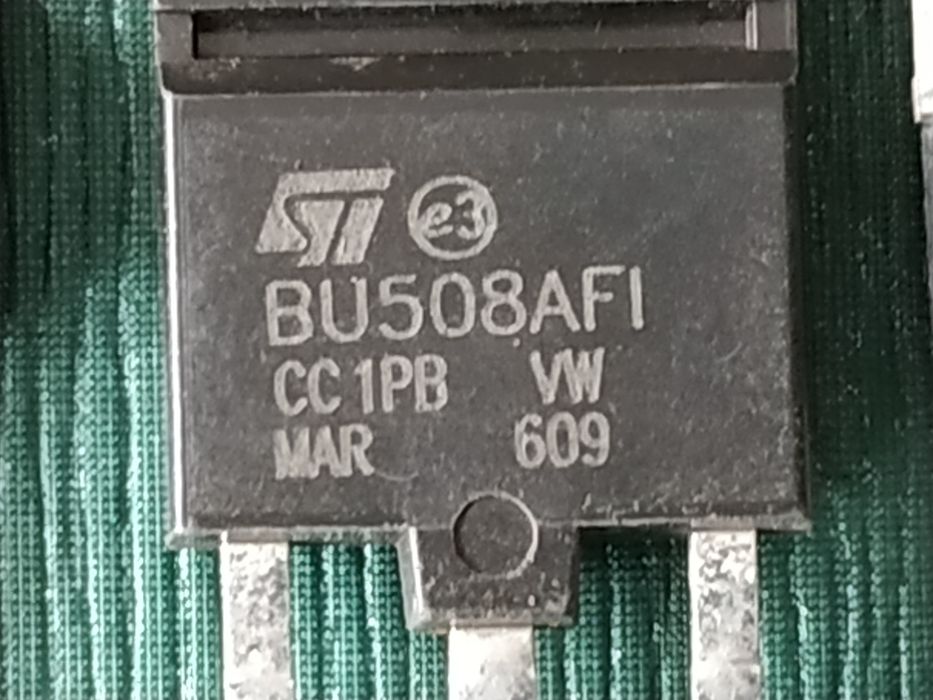 ST e3
BU508AFI
CC1PB VW
MAR 609